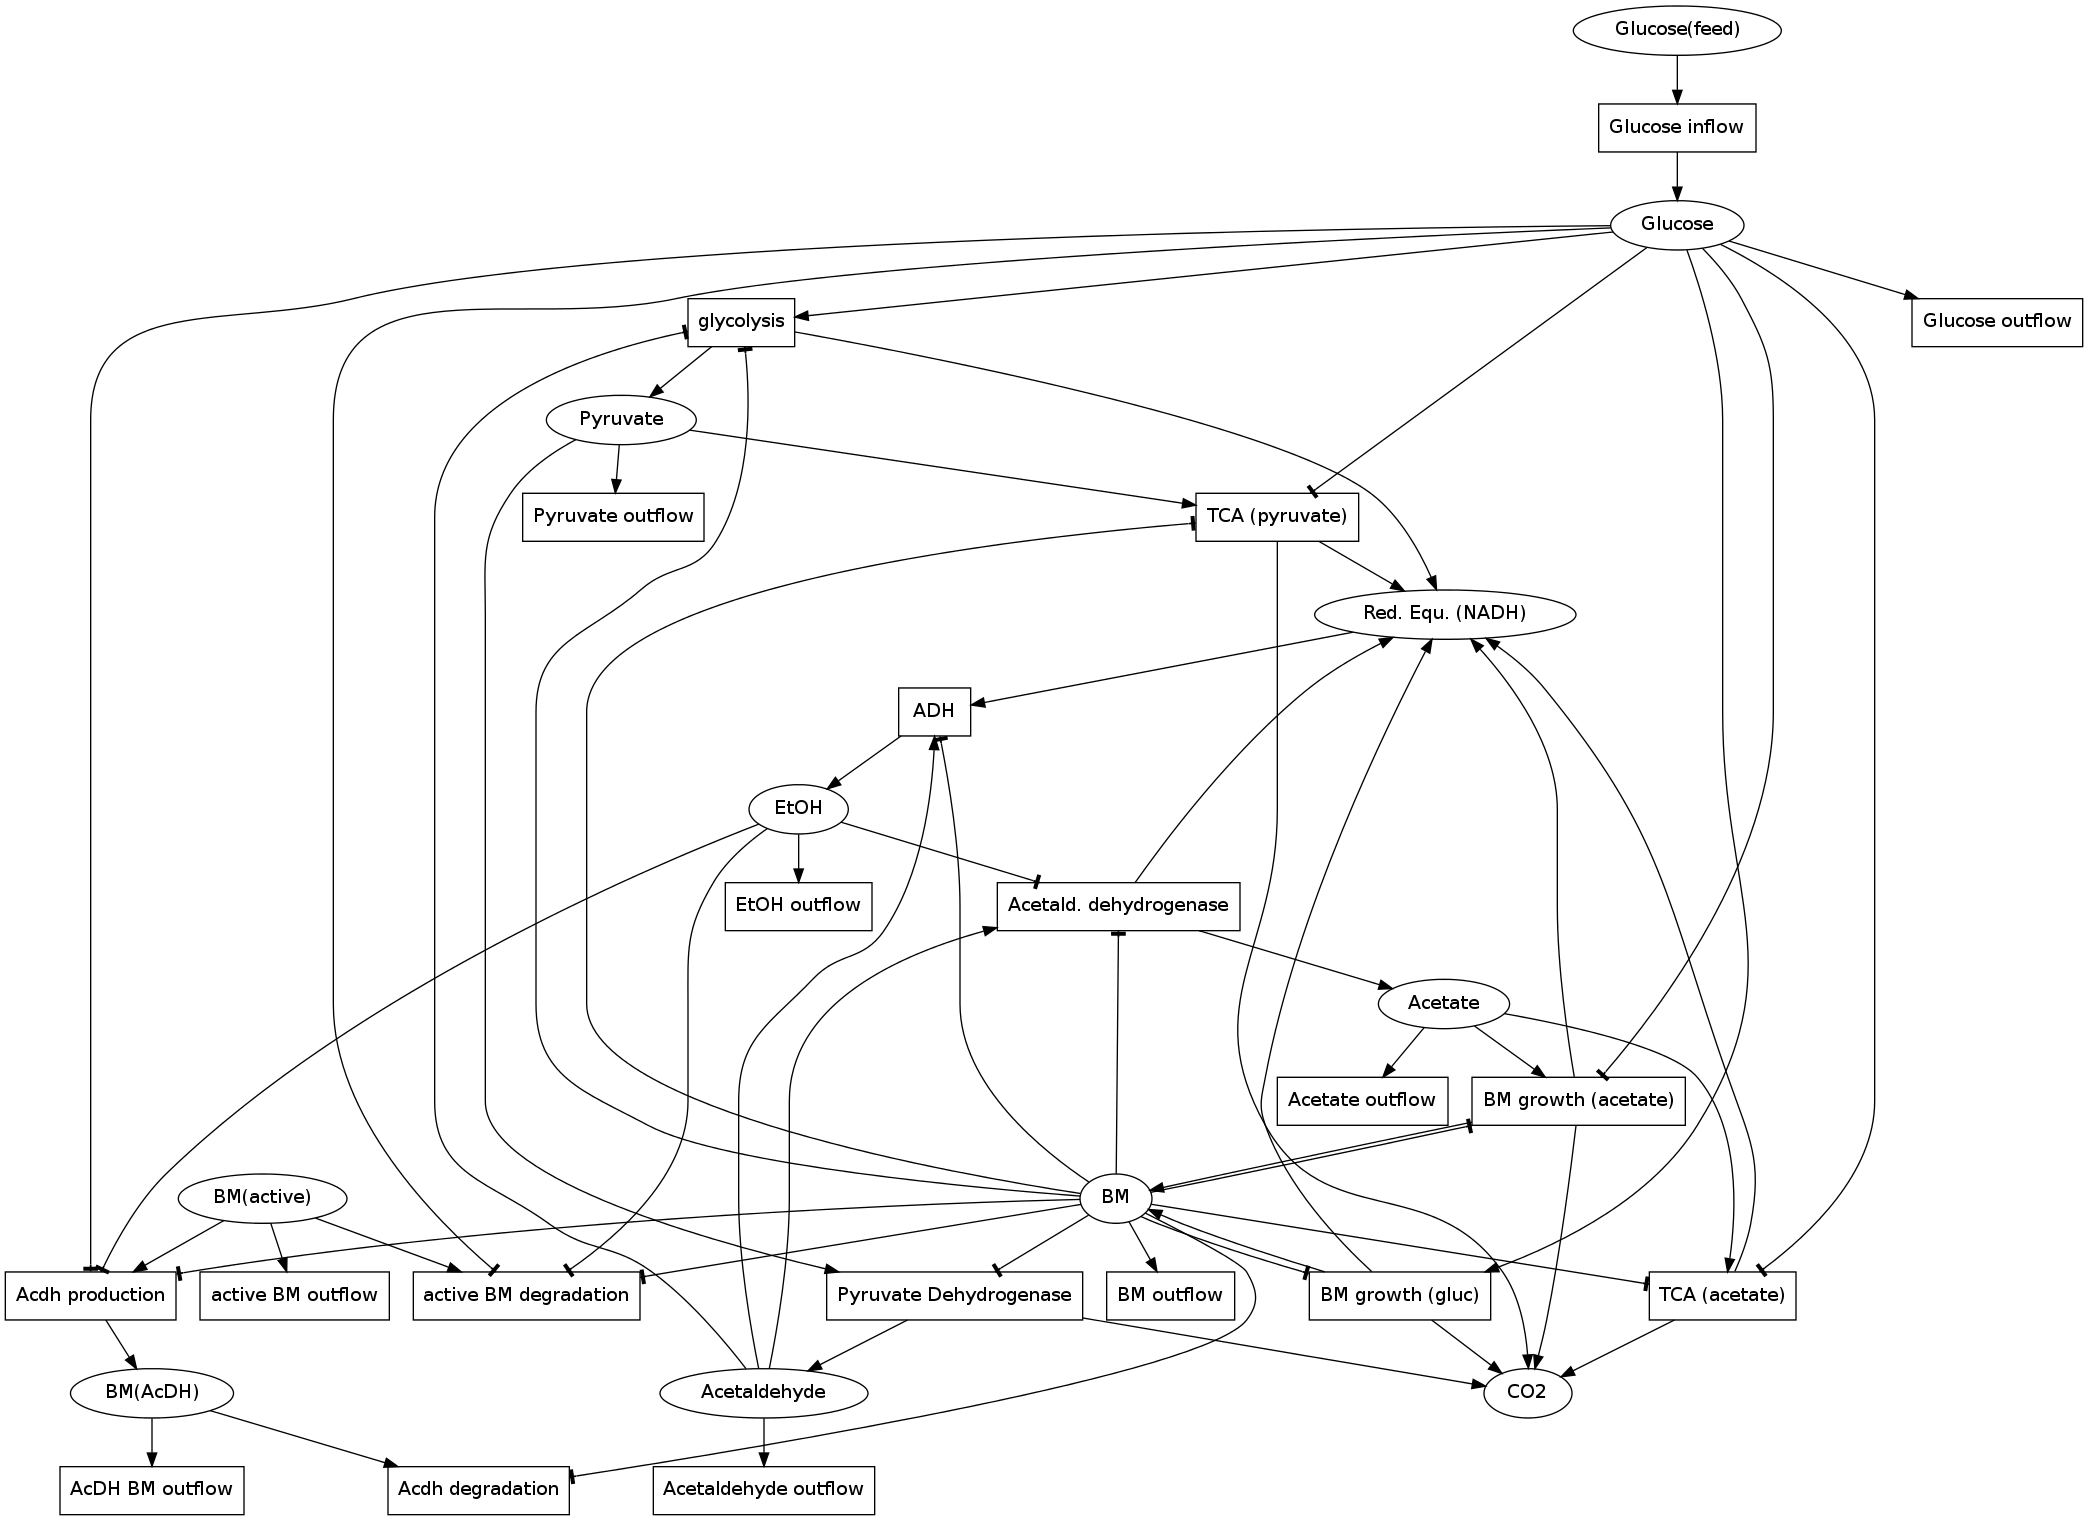 Glucose(feed)
Glucose inflow
Glucose
glycolysis
Glucose outflow
Pyruvate
Pyruvate outflow
TCA (pyruvate)
Red. Equ. (NADH)
ADH
EtOH
EtOH outflow
Acetald. dehydrogenase
Acetate
Acetate outflow
BM growth (acetate)
BM(active)
BM
Acdh production
active BM outflow
active BM degradation
Pyruvate Dehydrogenase
BM outflow
BM growth (gluc)
TCA (acetate)
BM(AcDH)
Acetaldehyde
CO2
AcDH BM outflow
Acdh degradation
Acetaldehyde outflow